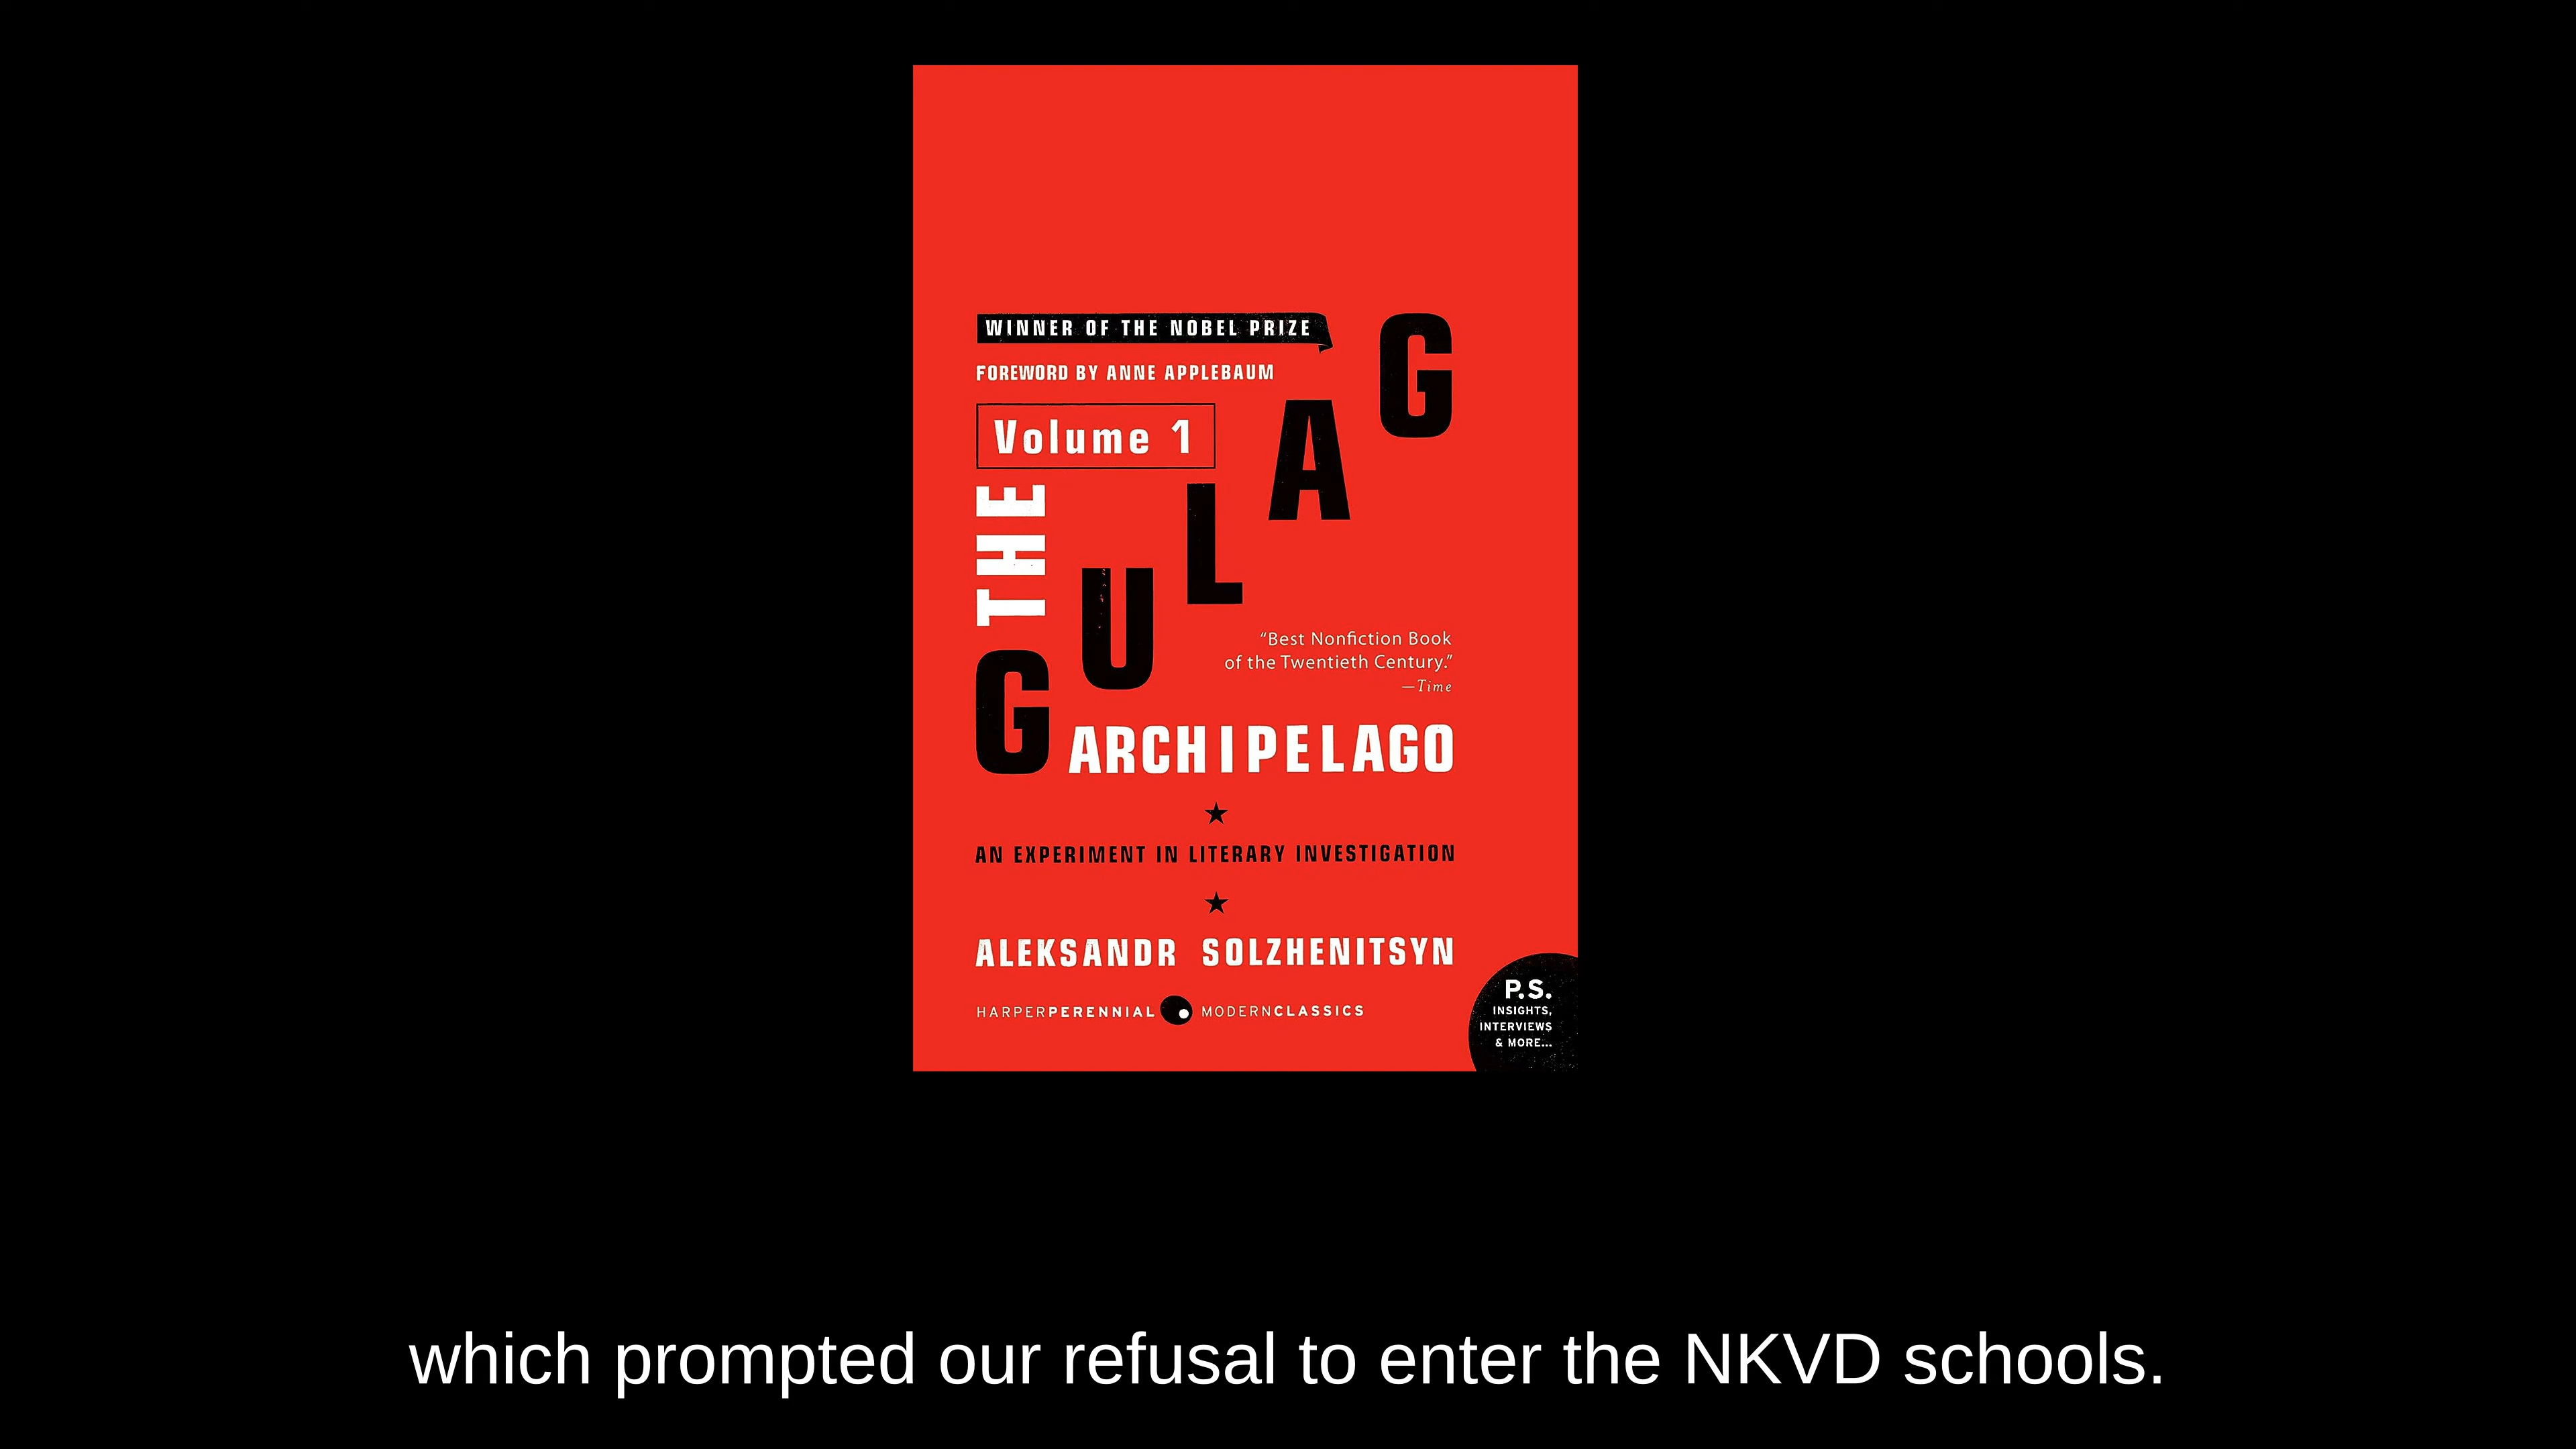 WINNER OF THE NOBEL PRIZE
FOREWORD BY ANNE APPLEBAUM
Volume 1
THE
GULAG
“Best Nonfiction Book
of the Twentieth Century.”
—Time
ARCHIPELAGO
AN EXPERIMENT IN LITERARY INVESTIGATION
ALEKSANDR SOLZHENITSYN
HARPERPERENNIAL MODERNCLASSICS
P.S.
INSIGHTS,
INTERVIEWS
& MORE...
which prompted our refusal to enter the NKVD schools.